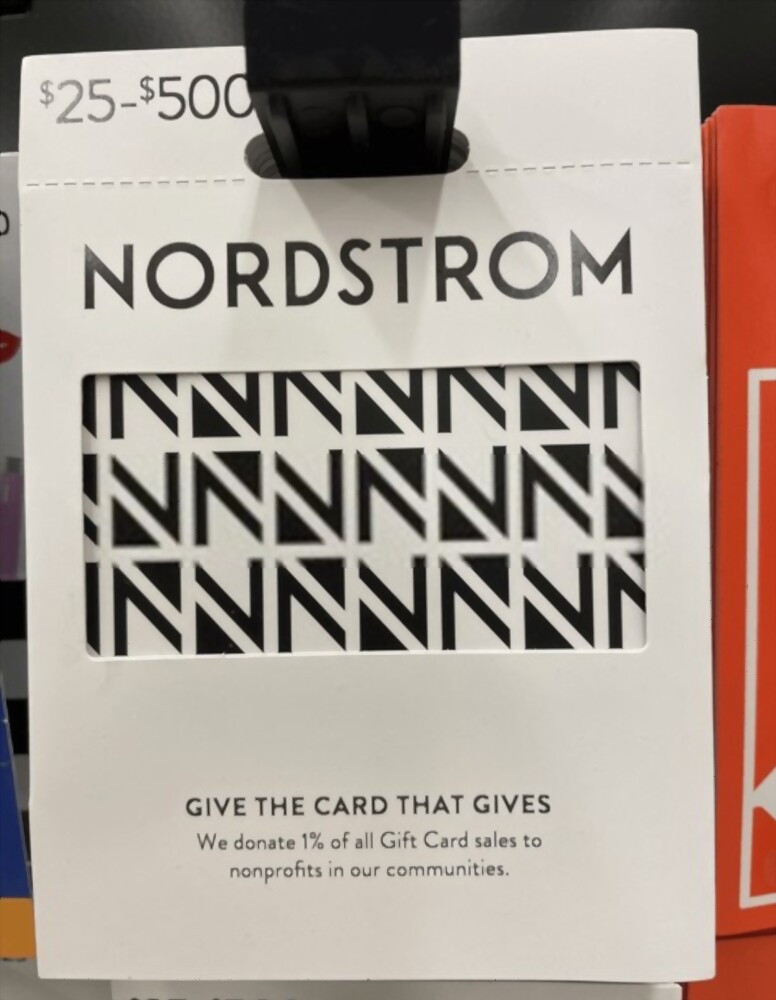 $25-$500
NORDSTROM
GIVE THE CARD THAT GIVES
We donate 1% of all Gift Card sales to
nonprofits in our communities.